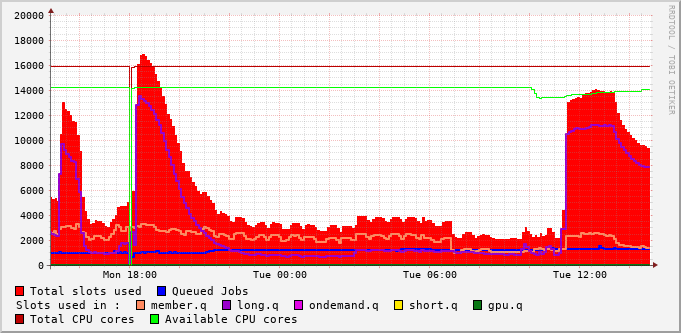 20000
18000
16000
14000
12000
10000
8000
6000
4000
2000
0
Mon 18:00 Tue 00:00 Tue 06:00 Tue 12:00
RRDTOOL / TOBI OETIKER
Total slots used Queued Jobs
Slots used in : member.q long.q ondemand.q short.q gpu.q
Total CPU cores Available CPU cores